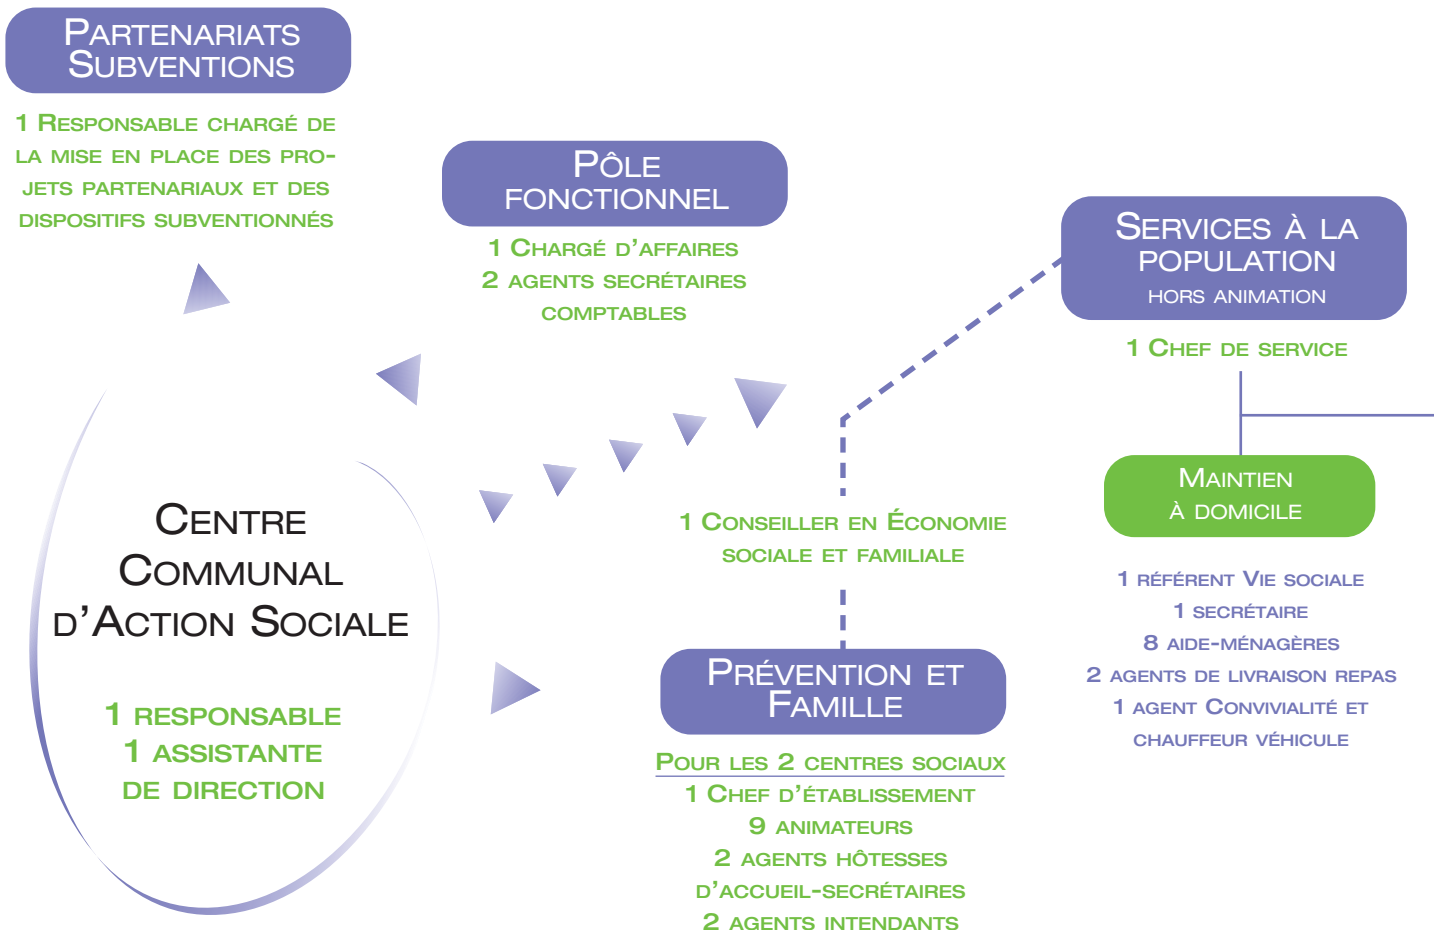 Partenariats
Subventions
1 Responsable chargé de
la mise en place des pro-
jets partenariaux et des
dispositifs subventionnés
Pôle
fonctionnel
1 Chargé d'affaires
2 agents secrétaires
comptables
Services à la
population
hors animation
1 Chef de service
Maintien
à domicile
1 référent Vie sociale
1 secrétaire
8 aide-ménagères
2 agents de livraison repas
1 agent Convivialité et
chauffeur véhicule
Centre
Communal
d'Action Sociale
1 responsable
1 assistante
de direction
1 Conseiller en Économie
sociale et familiale
Prévention et
Famille
Pour les 2 centres sociaux
1 Chef d'établissement
9 animateurs
2 agents hôtesses
d'accueil-secrétaires
2 agents intendants